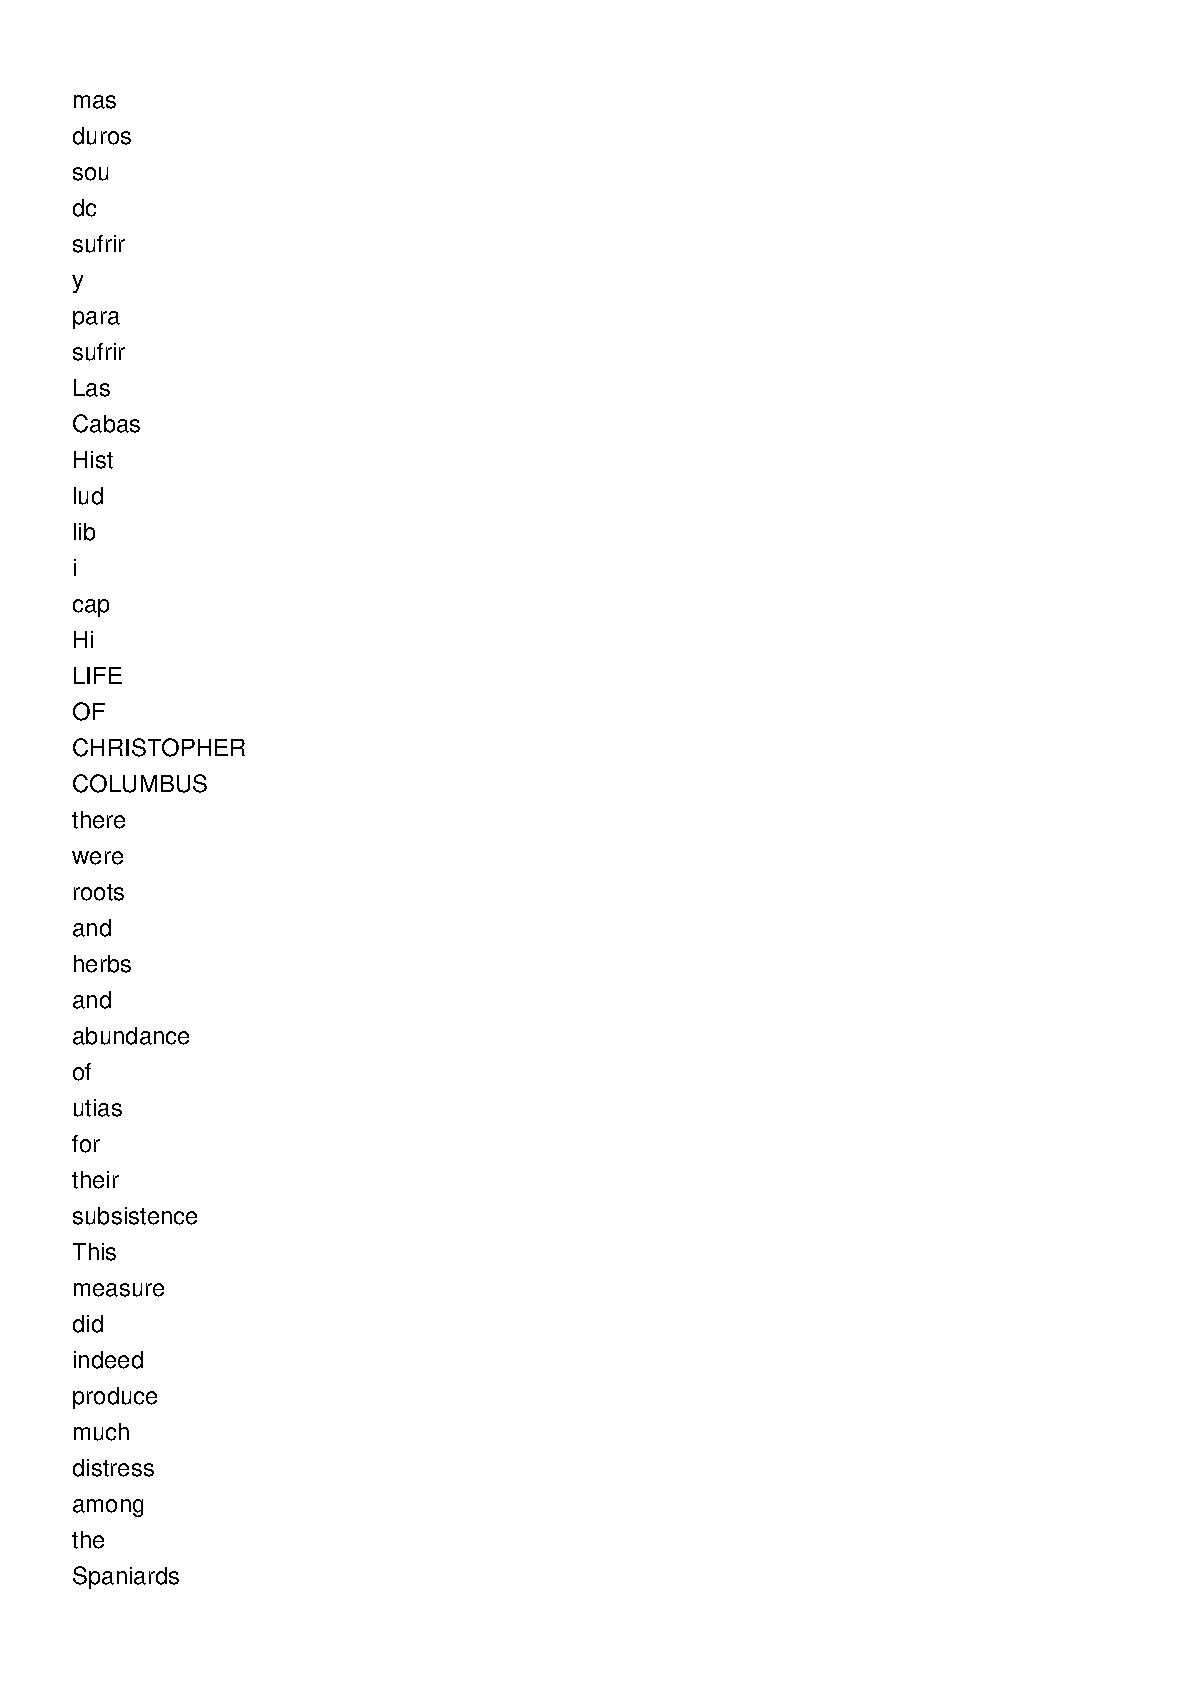 mas
duros
sou
dc
sufrir
y
para
sufrir
Las
Cabas
Hist
lud
lib
i
cap
Hi
LIFE
OF
CHRISTOPHER
COLUMBUS
there
were
roots
and
herbs
and
abundance
of
utias
for
their
subsistence
This
measure
did
indeed
produce
much
distress
among
the
Spaniards